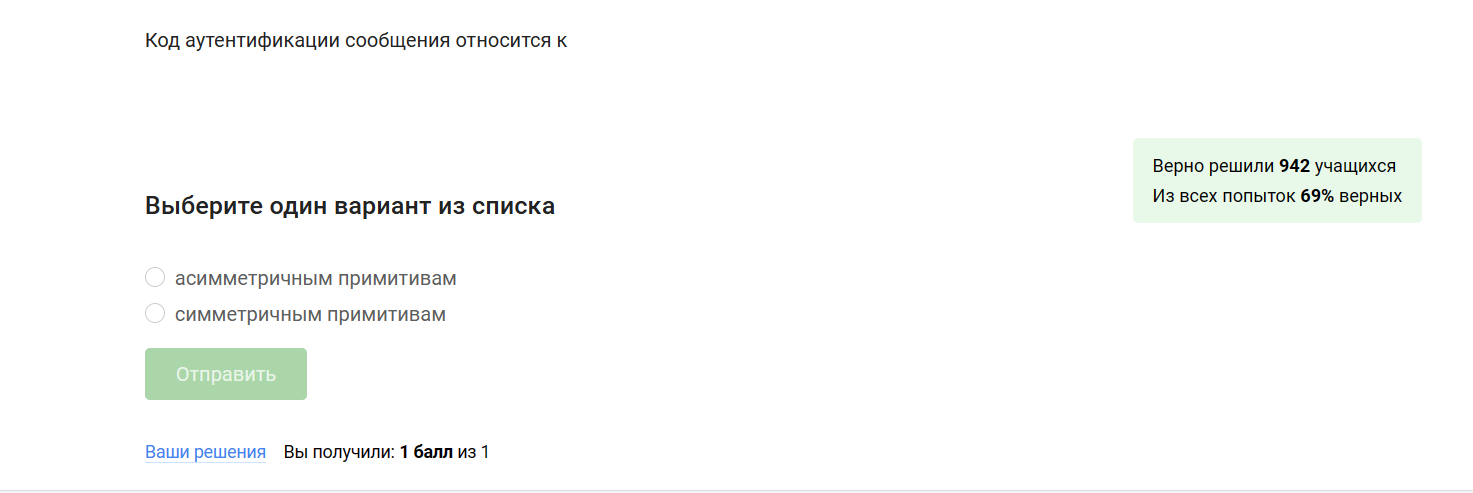 Код аутентификации сообщения относится к
Верно решили 942 учащихся
Из всех попыток 69% верных
Выберите один вариант из списка
асимметричным примитивам
симметричным примитивам
Отправить
Ваши решения Вы получили: 1 балл из 1